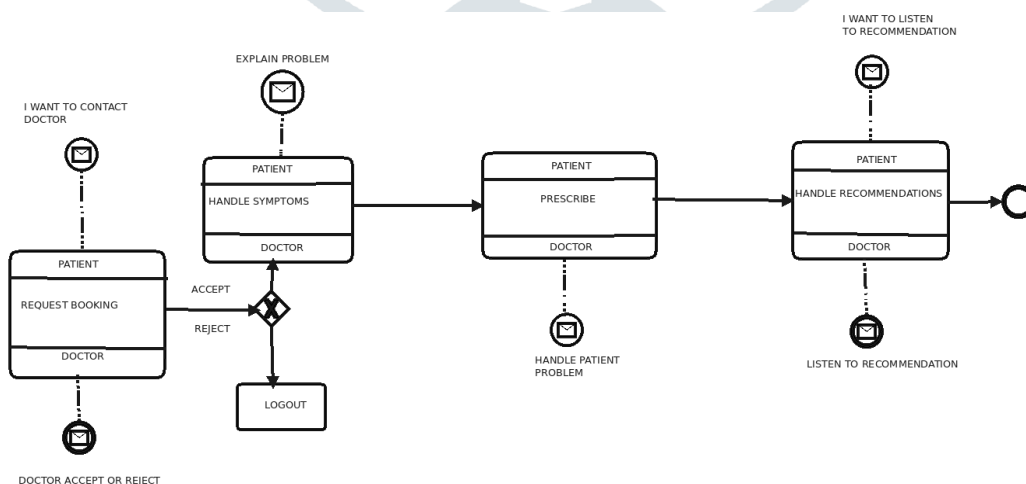 I WANT TO LISTEN
TO RECOMMENDATION
EXPLAIN PROBLEM
I WANT TO CONTACT
DOCTOR
PATIENT
HANDLE SYMPTOMS
DOCTOR
PATIENT
PRESCRIBE
DOCTOR
PATIENT
HANDLE RECOMMENDATIONS
DOCTOR
PATIENT
REQUEST BOOKING
DOCTOR
ACCEPT
X
REJECT
HANDLE PATIENT
PROBLEM
LISTEN TO RECOMMENDATION
LOGOUT
DOCTOR ACCEPT OR REJECT